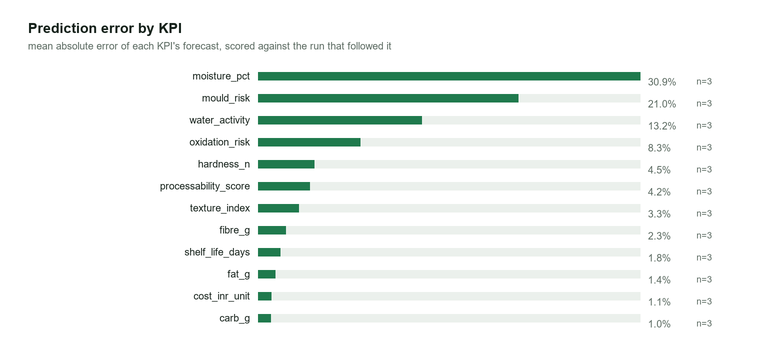 Prediction error by KPI
mean absolute error of each KPI's forecast, scored against the run that followed it
moisture_pct 30.9% n=3
mould_risk 21.0% n=3
water_activity 13.2% n=3
oxidation_risk 8.3% n=3
hardness_n 4.5% n=3
processability_score 4.2% n=3
texture_index 3.3% n=3
fibre_g 2.3% n=3
shelf_life_days 1.8% n=3
fat_g 1.4% n=3
cost_inr_unit 1.1% n=3
carb_g 1.0% n=3